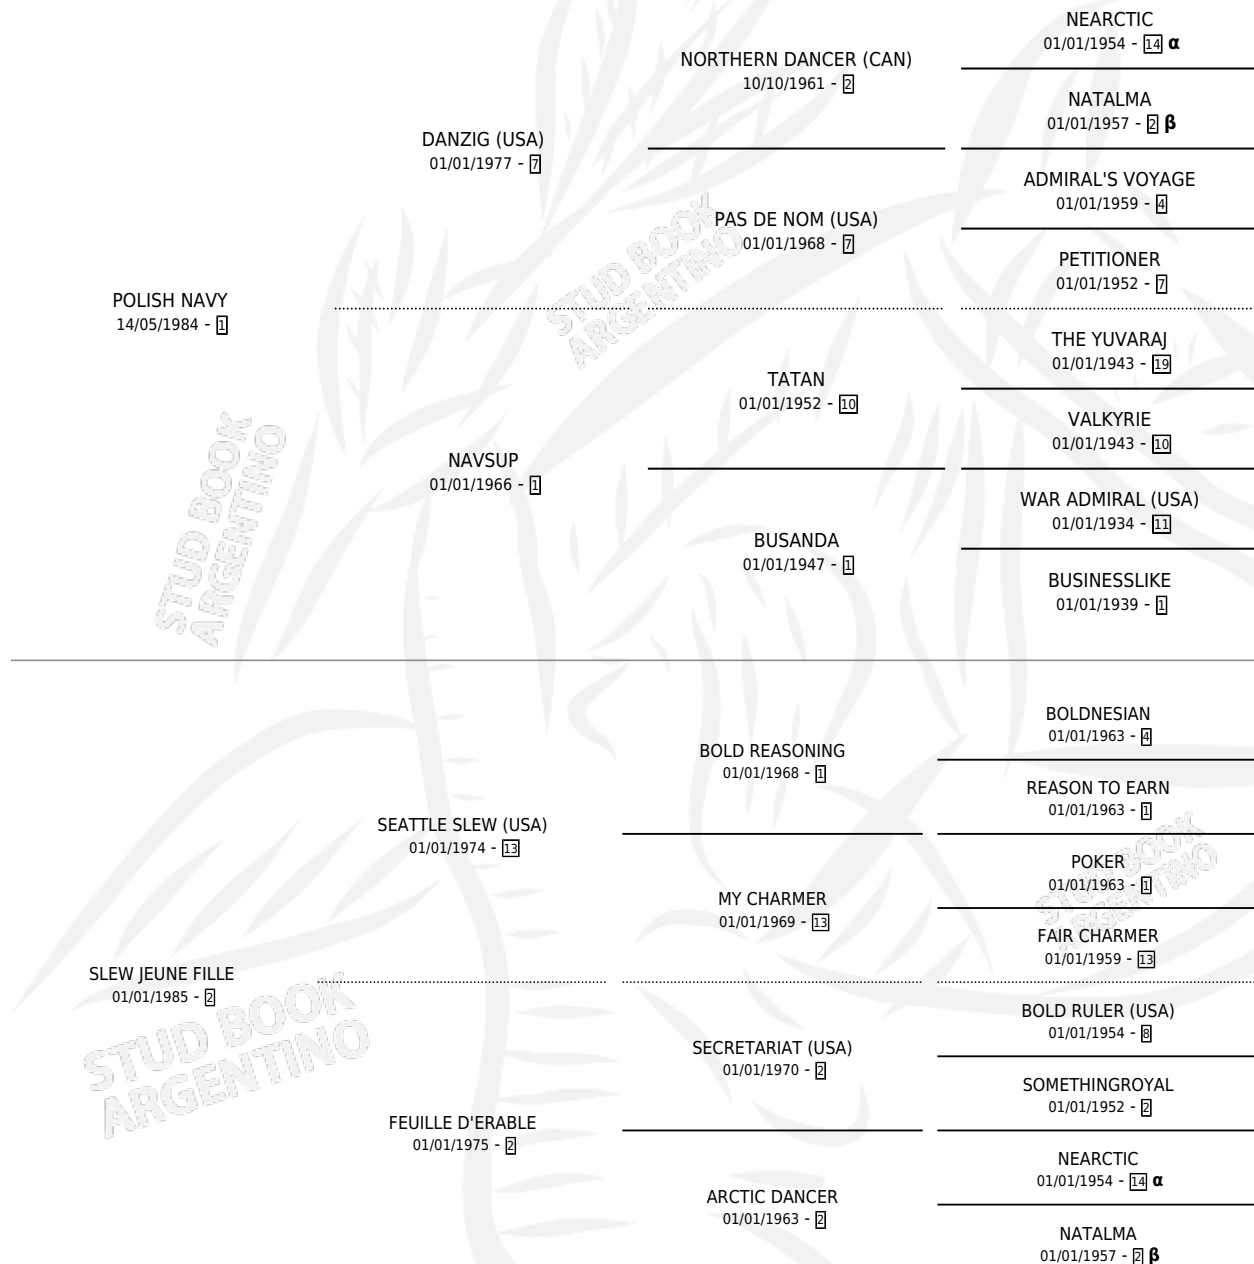 NEARCTIC
01/01/1954 - 14 α
NORTHERN DANCER (CAN)
10/10/1961 - 2
NATALMA
01/01/1957 - 2 β
DANZIG (USA)
01/01/1977 - 7
ADMIRAL'S VOYAGE
01/01/1959 - 4
PAS DE NOM (USA)
01/01/1968 - 7
PETITIONER
01/01/1952 - 7
POLISH NAVY
14/05/1984 - 1
THE YUVARAJ
01/01/1943 - 19
TATAN
01/01/1952 - 10
VALKYRIE
01/01/1943 - 10
NAVSUP
01/01/1966 - 1
WAR ADMIRAL (USA)
01/01/1934 - 11
BUSANDA
01/01/1947 - 1
BUSINESSLIKE
01/01/1939 - 1
BOLDNESIAN
01/01/1963 - 4
BOLD REASONING
01/01/1968 - 1
REASON TO EARN
01/01/1963 - 1
SEATTLE SLEW (USA)
01/01/1974 - 13
POKER
01/01/1963 - 1
MY CHARMER
01/01/1969 - 13
FAIR CHARMER
01/01/1959 - 13
SLEW JEUNE FILLE
01/01/1985 - 2
BOLD RULER (USA)
01/01/1954 - 8
SECRETARIAT (USA)
01/01/1970 - 2
SOMETHINGROYAL
01/01/1952 - 2
FEUILLE D'ERABLE
01/01/1975 - 2
NEARCTIC
01/01/1954 - 14 α
ARCTIC DANCER
01/01/1963 - 2
NATALMA
01/01/1957 - 2 β
STUD BOOK
ARGENTINO
STUD BOOK
ARGENTINO
STUD BOOK
ARGENTINO
STUD BOOK
ARGENTINO